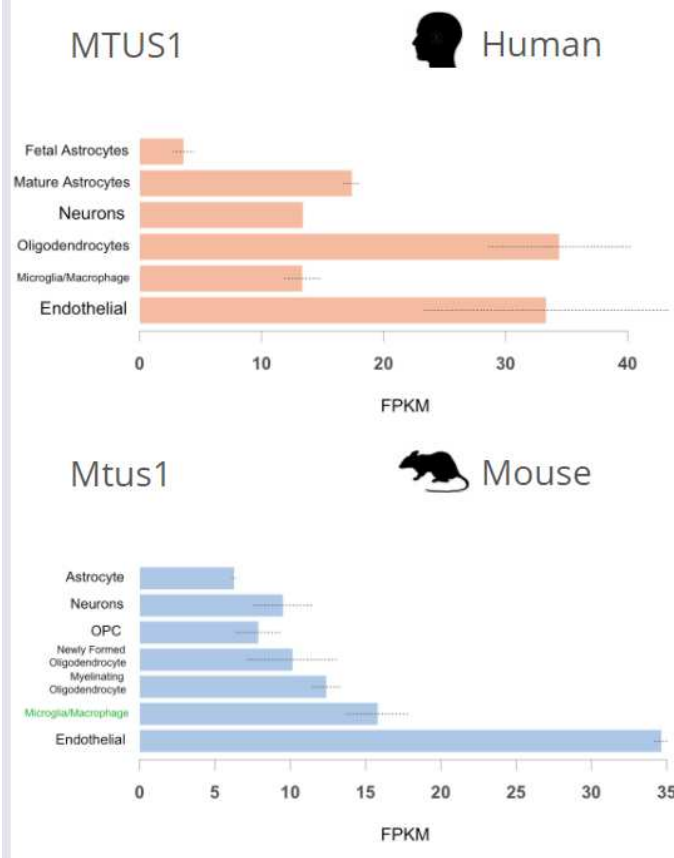 MTUS1
Human
Fetal Astrocytes
Mature Astrocytes
Neurons
Oligodendrocytes
Microglia/Macrophage
Endothelial
0 10 20 30 40
FPKM
Mtus1
Mouse
Astrocyte
Neurons
OPC
Newly Formed
Oligodendrocyte
Myelinating
Oligodendrocyte
Microglia/Macrophage
Endothelial
0 5 10 15 20 25 30 35
FPKM